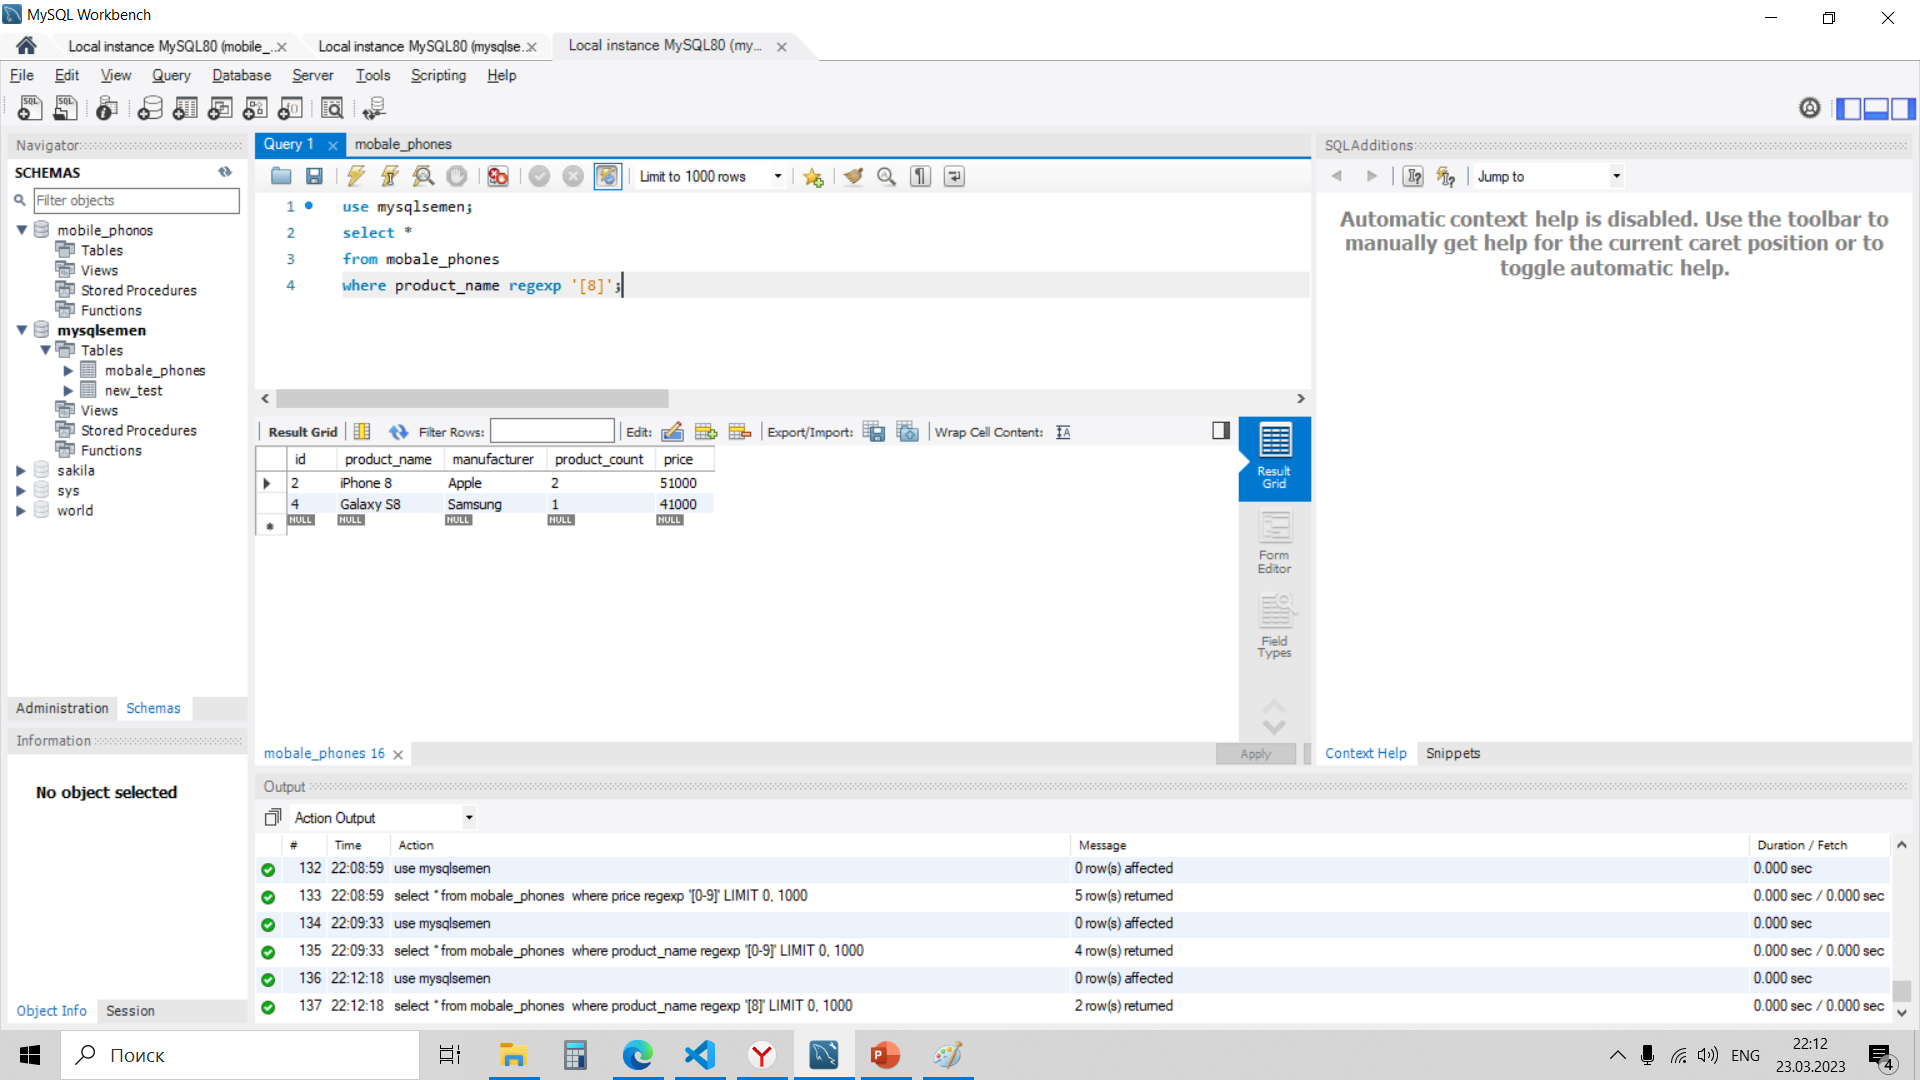 MySQL Workbench
Local instance MySQL80 (mobile_...
Local instance MySQL80 (mysqlse...
Local instance MySQL80 (my...
File Edit View Query Database Server Tools Scripting Help
Navigator
SCHEMAS
Filter objects
mobile_phonos
Tables
Views
Stored Procedures
Functions
mysqlsemen
Tables
mobale_phones
new_test
Views
Stored Procedures
Functions
sakila
sys
world
Administration Schemas
Information
No object selected
Object Info Session
Query 1 mobale_phones
Limit to 1000 rows
1 use mysqlsemen;
2 select *
3 from mobale_phones
4 where product_name regexp '[8]';
Result Grid Filter Rows: Edit: Export/Import: Wrap Cell Content:
id product_name manufacturer product_count price
2 iPhone 8 Apple 2 51000
4 Galaxy S8 Samsung 1 41000
NULL NULL NULL NULL NULL
Result Grid
Form Editor
Field Types
mobale_phones 16
Apply
SQLAdditions
Jump to
Automatic context help is disabled. Use the toolbar to
manually get help for the current caret position or to
toggle automatic help.
Context Help Snippets
Output
Action Output
# Time Action Message Duration / Fetch
132 22:08:59 use mysqlsemen 0 row(s) affected 0.000 sec
133 22:08:59 select * from mobale_phones where price regexp '[0-9]' LIMIT 0, 1000 5 row(s) returned 0.000 sec / 0.000 sec
134 22:09:33 use mysqlsemen 0 row(s) affected 0.000 sec
135 22:09:33 select * from mobale_phones where product_name regexp '[0-9]' LIMIT 0, 1000 4 row(s) returned 0.000 sec / 0.000 sec
136 22:12:18 use mysqlsemen 0 row(s) affected 0.000 sec
137 22:12:18 select * from mobale_phones where product_name regexp '[8]' LIMIT 0, 1000 2 row(s) returned 0.000 sec / 0.000 sec
Поиск
ENG
22:12
23.03.2023
4